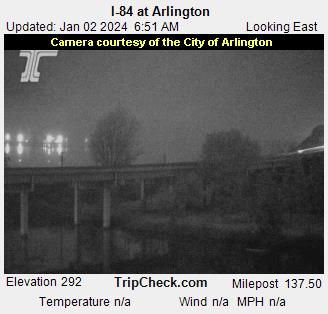 I-84 at Arlington
Updated: Jan 02 2024 6:51 AM Looking East
Camera courtesy of the City of Arlington
Elevation 292 TripCheck.com Milepost 137.50
Temperature n/a Wind n/a MPH n/a